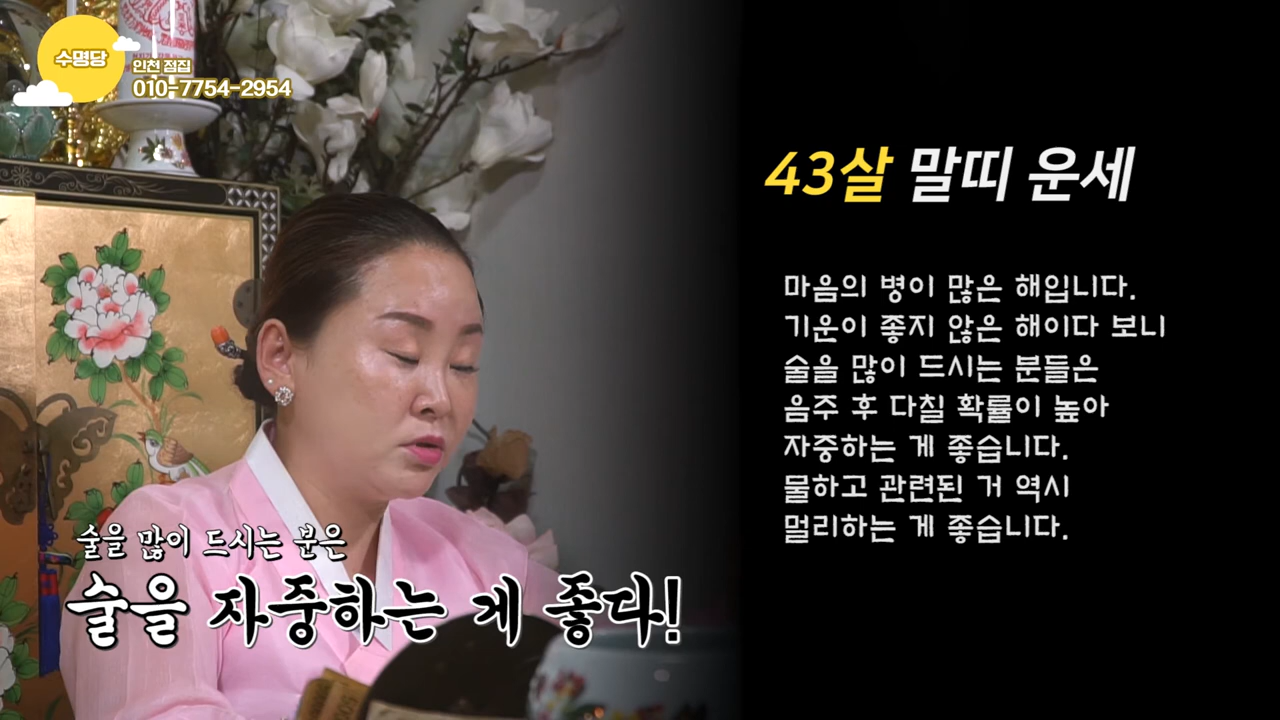 수명당
인천 점집
010-7754-2954
43살 말띠 운세
마음의 병이 많은 해입니다.
기운이 좋지 않은 해이다 보니
술을 많이 드시는 분들은
음주 후 다칠 확률이 높아
자중하는 게 좋습니다.
물하고 관련된 거 역시
멀리하는 게 좋습니다.
술을 많이 드시는 분은
술을 자중하는 게 좋다!